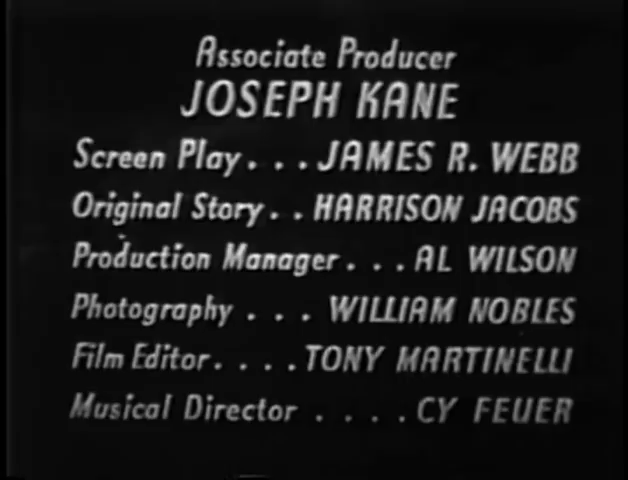 Associate Producer
JOSEPH KANE
Screen Play. . . JAMES R. WEBB
Original Story. . HARRISON JACOBS
Production Manager. . . AL WILSON
Photography . . . WILLIAM NOBLES
Film Editor. . . . TONY MARTINELLI
Musical Director . . . . CY FEUER